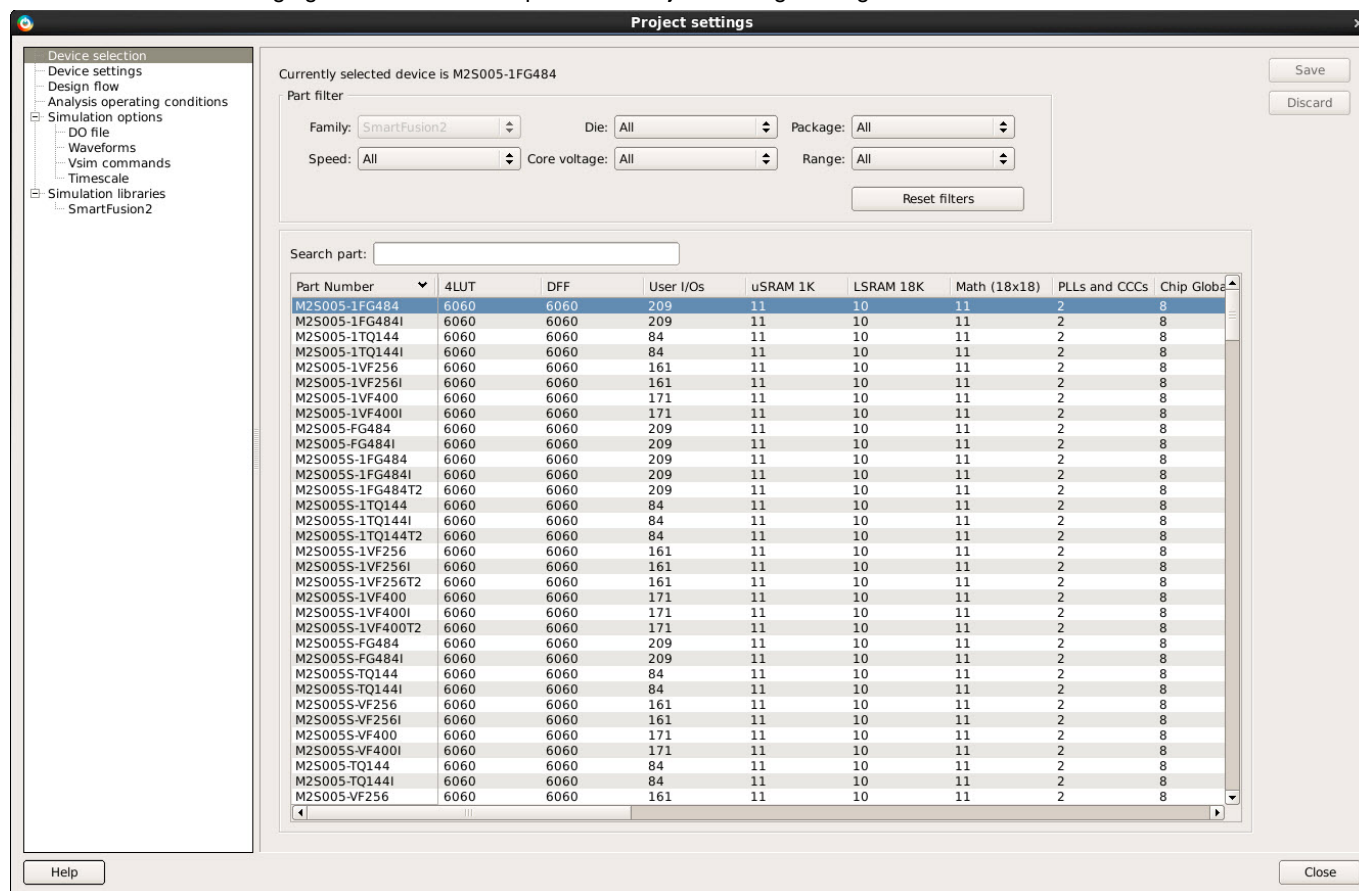 Project settings
Device selection
Device settings
Design flow
Analysis operating conditions
Simulation options
DO file
Waveforms
Vsim commands
Timescale
Simulation libraries
SmartFusion2
Currently selected device is M2S005-1FG484
Save
Discard
Part filter
Family: SmartFusion2 Die: All Package: All
Speed: All Core voltage: All Range: All
Reset filters
Search part:
Part Number 4LUT DFF User I/Os uSRAM 1K LSRAM 18K Math (18x18) PLLs and CCCs Chip Globa
M2S005-1FG484 6060 6060 209 11 10 11 2 8
M2S005-1FG484I 6060 6060 209 11 10 11 2 8
M2S005-1TQ144 6060 6060 84 11 10 11 2 8
M2S005-1TQ144I 6060 6060 84 11 10 11 2 8
M2S005-1VF256 6060 6060 161 11 10 11 2 8
M2S005-1VF256I 6060 6060 161 11 10 11 2 8
M2S005-1VF400 6060 6060 171 11 10 11 2 8
M2S005-1VF400I 6060 6060 171 11 10 11 2 8
M2S005-FG484 6060 6060 209 11 10 11 2 8
M2S005-FG484I 6060 6060 209 11 10 11 2 8
M2S005S-1FG484 6060 6060 209 11 10 11 2 8
M2S005S-1FG484I 6060 6060 209 11 10 11 2 8
M2S005S-1FG484T2 6060 6060 209 11 10 11 2 8
M2S005S-1TQ144 6060 6060 84 11 10 11 2 8
M2S005S-1TQ144I 6060 6060 84 11 10 11 2 8
M2S005S-1TQ144T2 6060 6060 84 11 10 11 2 8
M2S005S-1VF256 6060 6060 161 11 10 11 2 8
M2S005S-1VF256I 6060 6060 161 11 10 11 2 8
M2S005S-1VF256T2 6060 6060 161 11 10 11 2 8
M2S005S-1VF400 6060 6060 171 11 10 11 2 8
M2S005S-1VF400I 6060 6060 171 11 10 11 2 8
M2S005S-1VF400T2 6060 6060 171 11 10 11 2 8
M2S005S-FG484 6060 6060 209 11 10 11 2 8
M2S005S-FG484I 6060 6060 209 11 10 11 2 8
M2S005S-TQ144 6060 6060 84 11 10 11 2 8
M2S005S-TQ144I 6060 6060 84 11 10 11 2 8
M2S005S-VF256 6060 6060 161 11 10 11 2 8
M2S005S-VF256I 6060 6060 161 11 10 11 2 8
M2S005S-VF400 6060 6060 171 11 10 11 2 8
M2S005S-VF400I 6060 6060 171 11 10 11 2 8
M2S005-TQ144 6060 6060 84 11 10 11 2 8
M2S005-TQ144I 6060 6060 84 11 10 11 2 8
M2S005-VF256 6060 6060 161 11 10 11 2 8
Help
Close